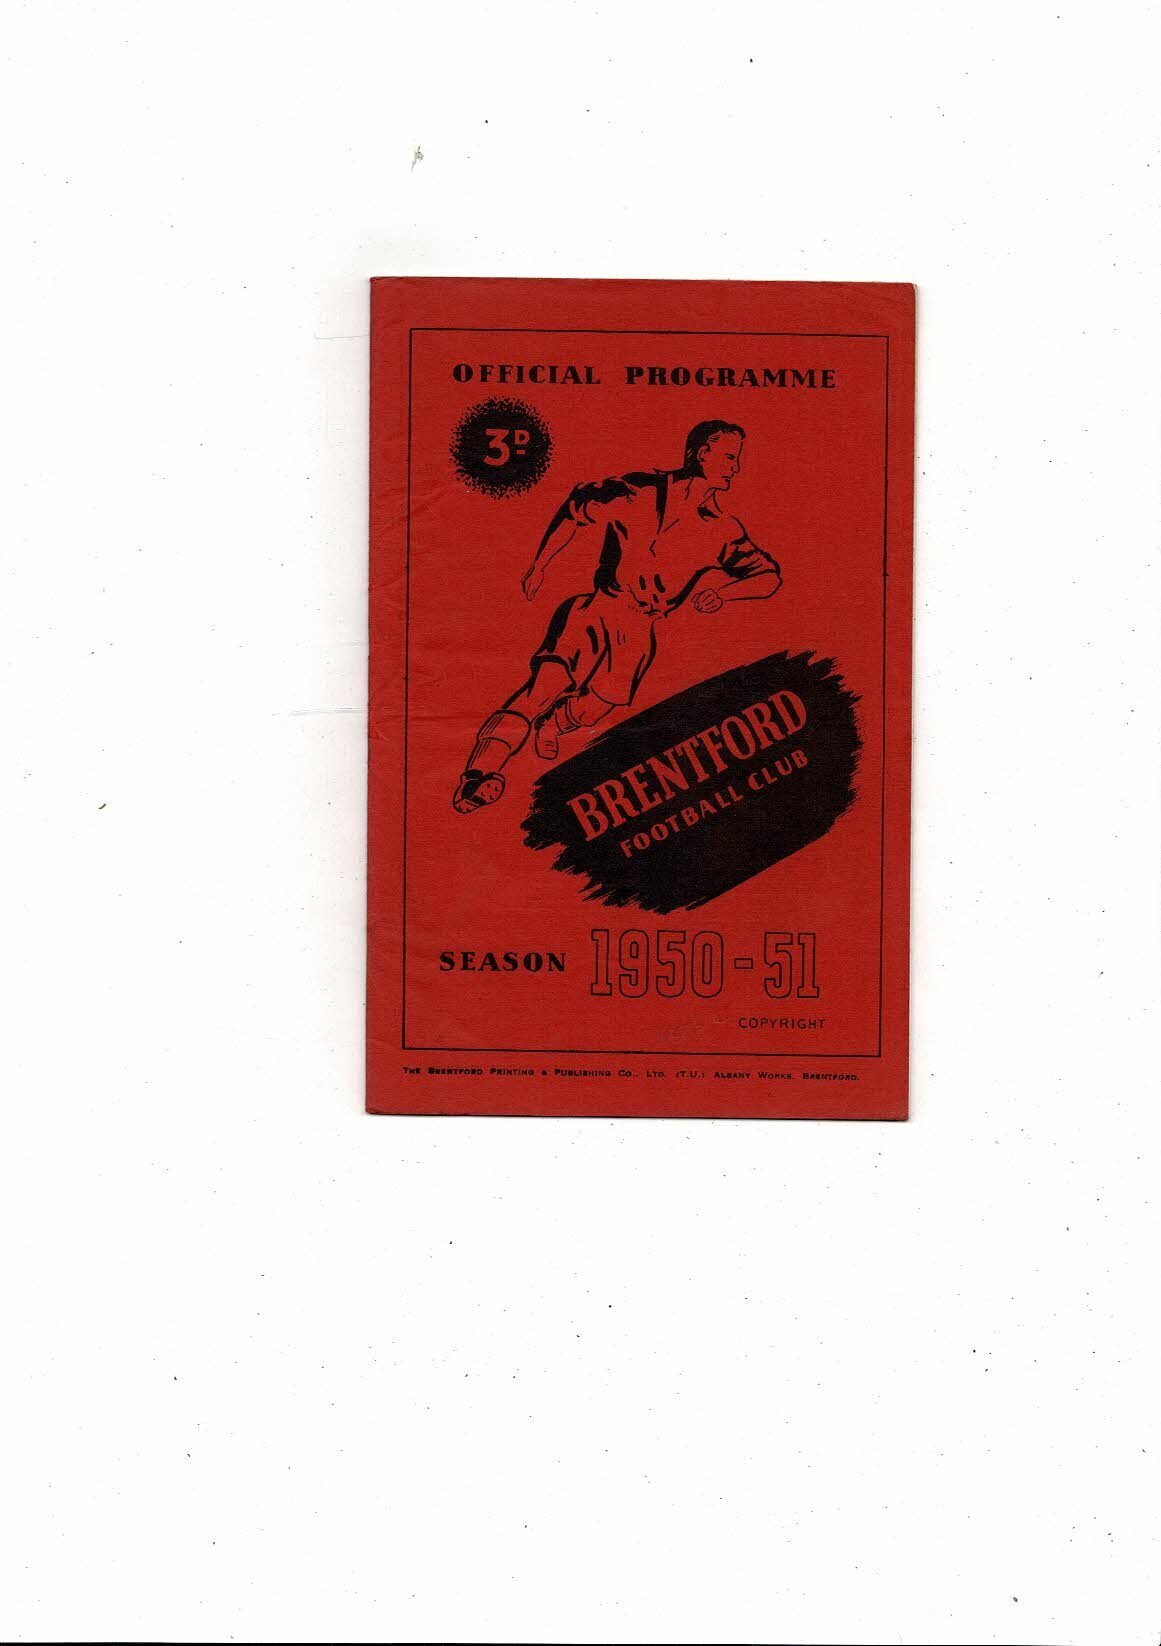 OFFICIAL PROGRAMME
3D-
BRENTFORD
FOOTBALL CLUB
SEASON 1950-51
COPYRIGHT
THE BRENTFORD PRINTING & PUBLISHING CO., LTD. (T.U.) ALBANY WORKS, BRENTFORD.